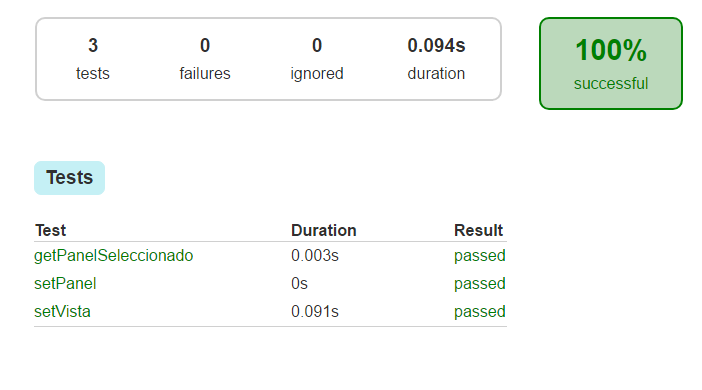 3 0 0 0.094s 100%
tests failures ignored duration successful
Tests
Test Duration Result
getPanelSeleccionado 0.003s passed
setPanel 0s passed
setVista 0.091s passed